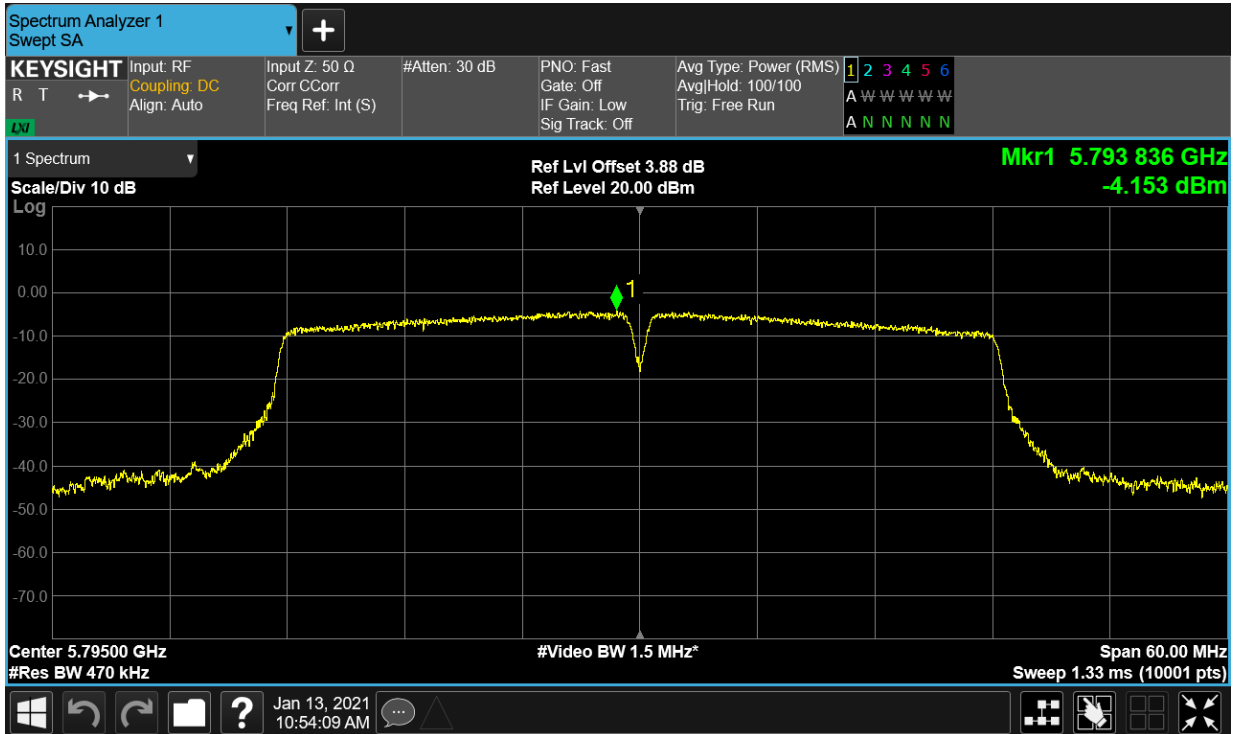 Spectrum Analyzer 1
Swept SA
▼
+
KEYSIGHT
R T
LXI
Input: RF
Coupling: DC
Align: Auto
Input Z: 50 Ω
Corr CCorr
Freq Ref: Int (S)
#Atten: 30 dB
PNO: Fast
Gate: Off
IF Gain: Low
Sig Track: Off
Avg Type: Power (RMS)
Avg|Hold: 100/100
Trig: Free Run
1 2 3 4 5 6
A W W W W W
A N N N N N
1 Spectrum ▼
Scale/Div 10 dB
Log
Ref Lvl Offset 3.88 dB
Ref Level 20.00 dBm
Mkr1 5.793 836 GHz
-4.153 dBm
10.0
0.00
-10.0
-20.0
-30.0
-40.0
-50.0
-60.0
-70.0
1
Center 5.79500 GHz
#Res BW 470 kHz
#Video BW 1.5 MHz*
Span 60.00 MHz
Sweep 1.33 ms (10001 pts)
?
Jan 13, 2021
10:54:09 AM